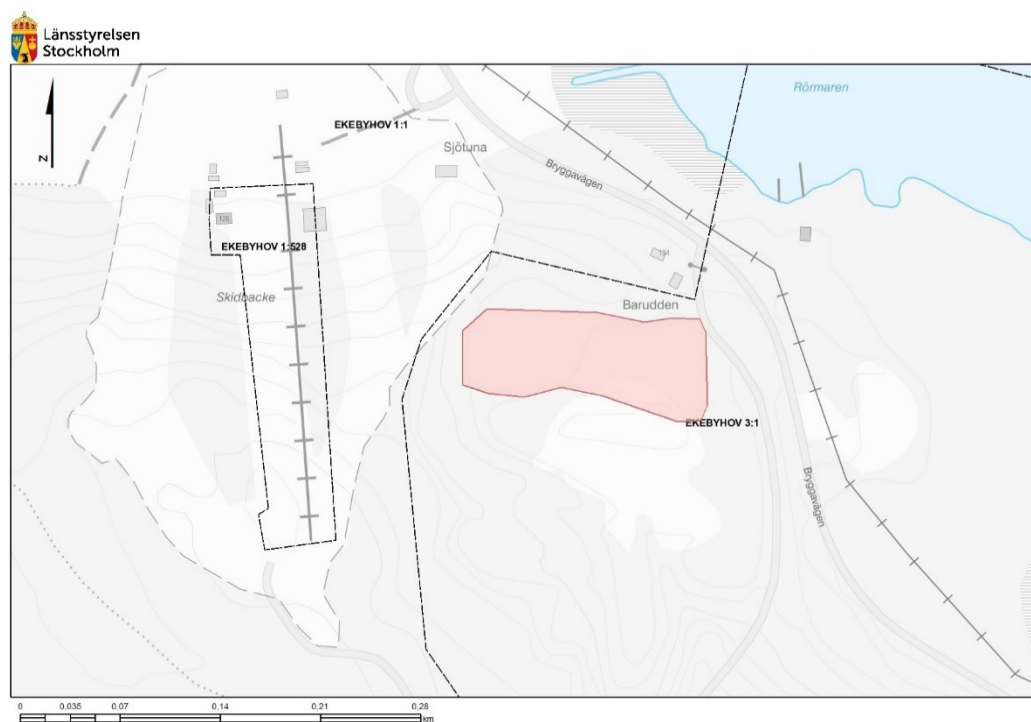 Länsstyrelsen
Stockholm
N
Rörmaren
EKEBYHOV 1:1
Sjötuna
Bryggavägen
126
EKEBYHOV 1:528
Skidbacke
Barudden
EKEBYHOV 3:1
Bryggavägen
0 0,035 0,07 0,14 0,21 0,28
km